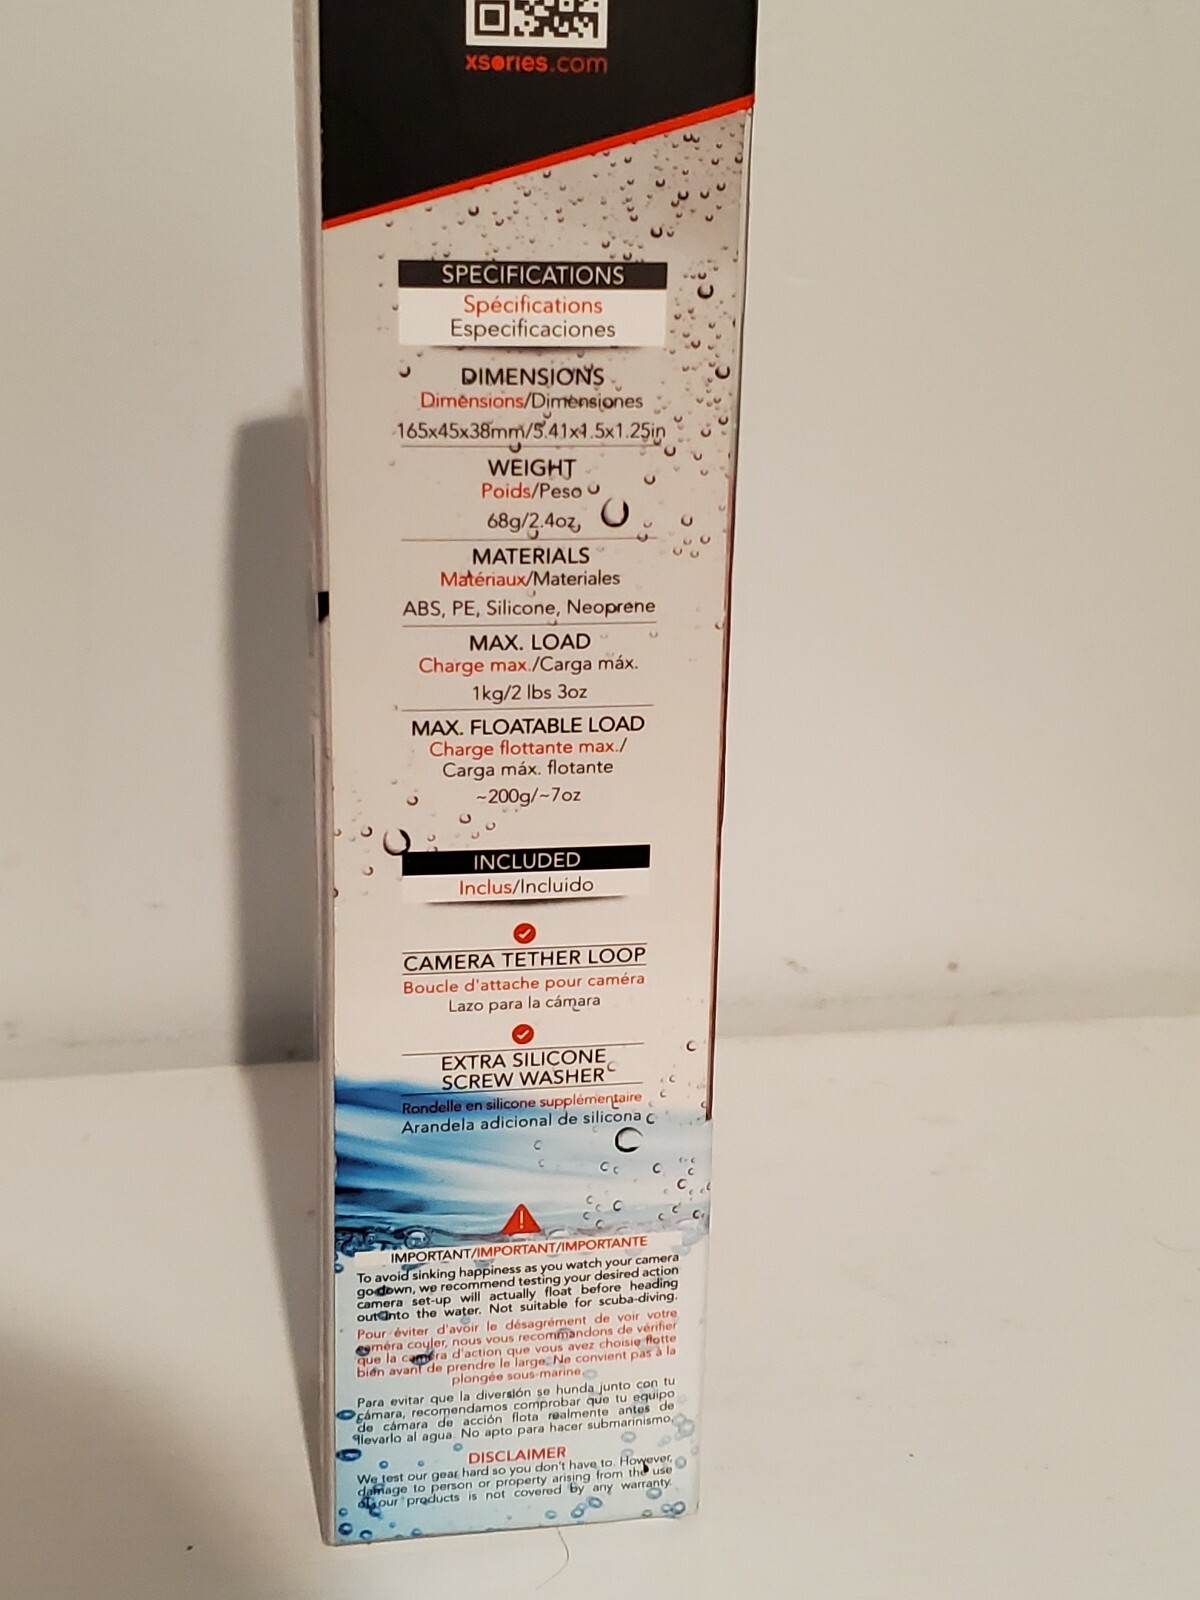 xsories.com
SPECIFICATIONS
Spécifications
Especificaciones
DIMENSIONS
Dimensions/Dimensiones
165x45x38mm/5.41x1.5x1.25in
WEIGHT
Poids/Peso
68g/2.4oz
MATERIALS
Matériaux/Materiales
ABS, PE, Silicone, Neoprene
MAX. LOAD
Charge max./Carga máx.
1kg/2 lbs 3oz
MAX. FLOATABLE LOAD
Charge flottante max./
Carga máx. flotante
~200g/~7oz
INCLUDED
Inclus/Incluido
CAMERA TETHER LOOP
Boucle d'attache pour caméra
Lazo para la cámara
EXTRA SILICONE
SCREW WASHER
Rondelle en silicone supplémentaire
Arandela adicional de silicona
IMPORTANT/IMPORTANT/IMPORTANTE
To avoid sinking happiness as you watch your camera
go down, we recommend testing your desired action
camera set-up will actually float before heading
out into the water. Not suitable for scuba-diving.
Pour éviter d'avoir le désagrément de voir votre
caméra couler, nous vous recommandons de vérifier
que la caméra d'action que vous avez choisie flotte
bien avant de prendre le large. Ne convient pas à la
plongée sous-marine.
Para evitar que la diversión se hunda junto con tu
cámara, recomendamos comprobar que tu equipo
de cámara de acción flota realmente antes de
llevarlo al agua. No apto para hacer submarinismo.
DISCLAIMER
We test our gear hard so you don't have to. However,
damage to person or property arising from the use
of our products is not covered by any warranty.